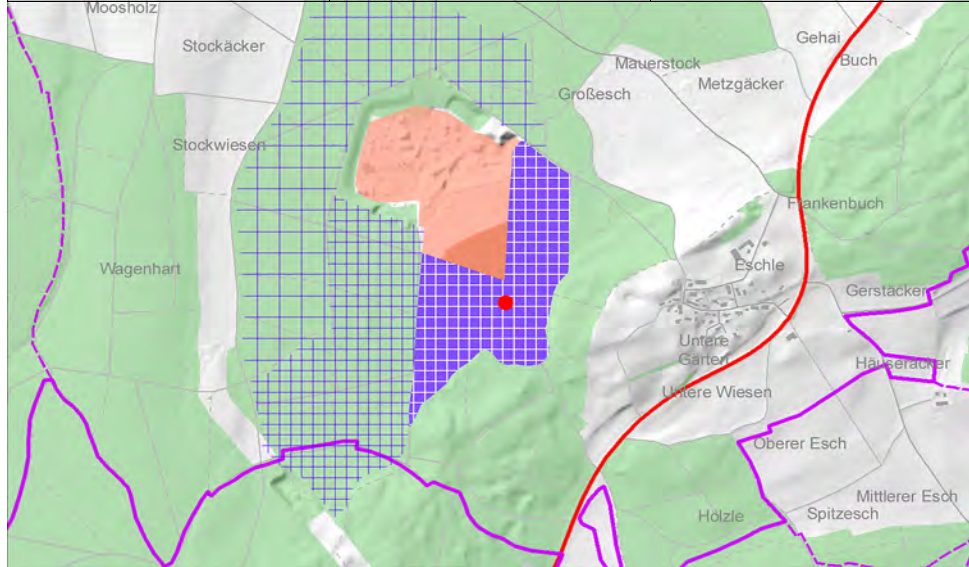 Moosholz
Stockäcker
Gehai
Buch
Mauerstock
Metzgäcker
Großesch
Stockwiesen
Frankenbuch
Wagenhart
Eschle
Gerstäcker
Untere
Gärten
Häuseräcker
Untere Wiesen
Oberer Esch
Mittlerer Esch
Hölzle
Spitzesch